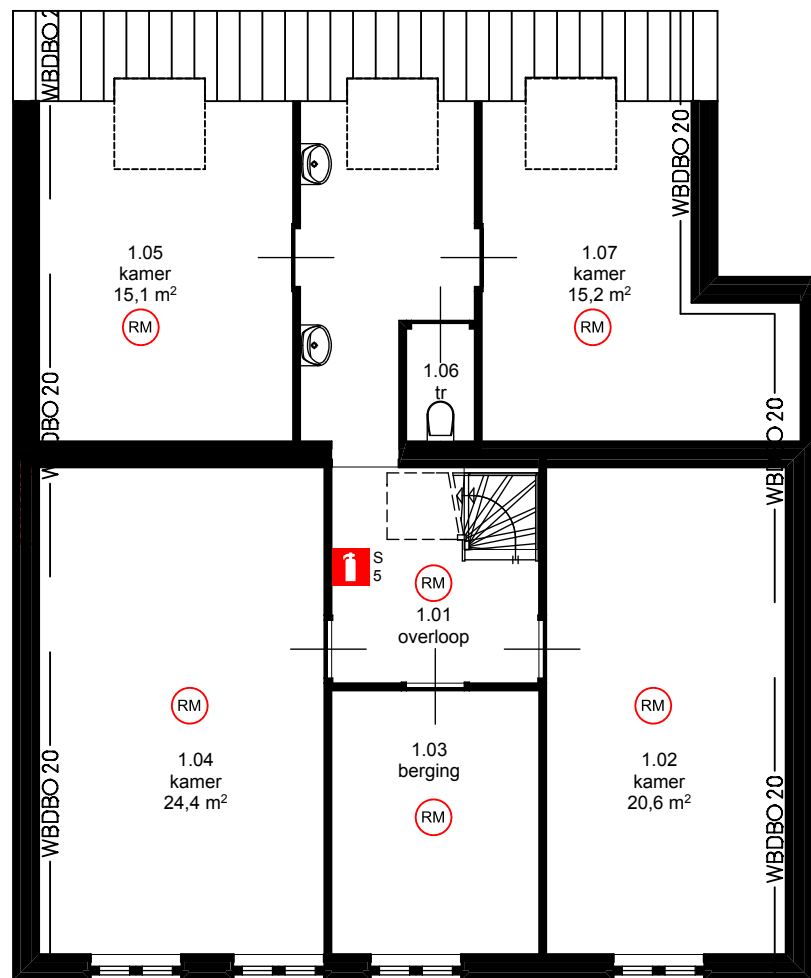 WBDBO 2
WBDBO 20
1.05
kamer
15,1 m²
RM
1.07
kamer
15,2 m²
RM
1.06
tr
WBDBO 20
WBDBO 20
S
5
RM
1.01
overloop
RM
1.04
kamer
24,4 m²
1.03
berging
RM
RM
1.02
kamer
20,6 m²
WBDBO 20
WBDBO 20